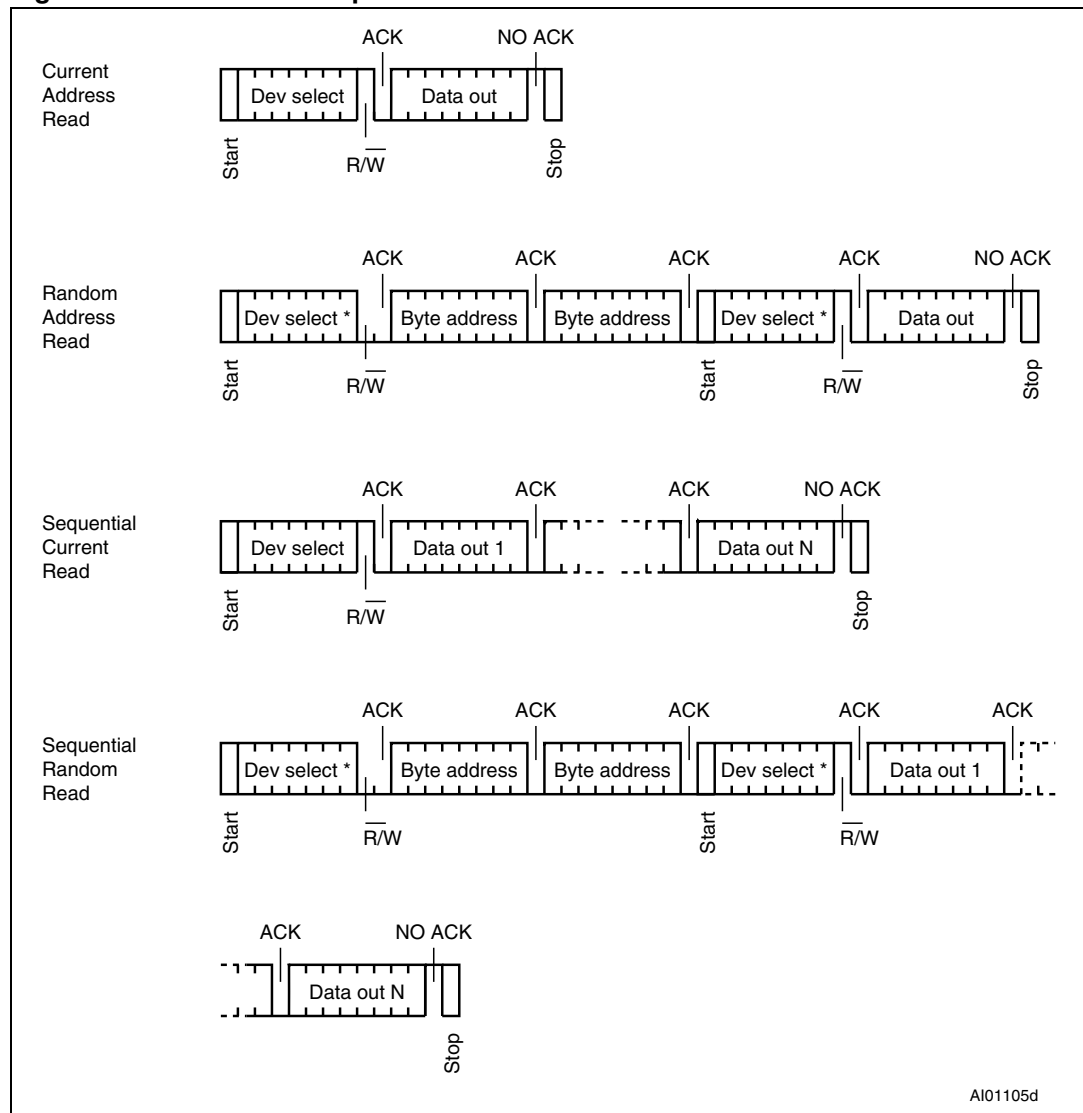 ACK NO ACK
Current
Address
Read
Dev select Data out
Start R/W̅ Stop
ACK ACK ACK ACK NO ACK
Random
Address
Read
Dev select * Byte address Byte address Dev select * Data out
Start R/W̅ Start R/W̅ Stop
ACK ACK ACK NO ACK
Sequential
Current
Read
Dev select Data out 1 Data out N
Start R/W̅ Stop
ACK ACK ACK ACK ACK
Sequential
Random
Read
Dev select * Byte address Byte address Dev select * Data out 1
Start R̅/W Start R̅/W
ACK NO ACK
Data out N
Stop
AI01105d